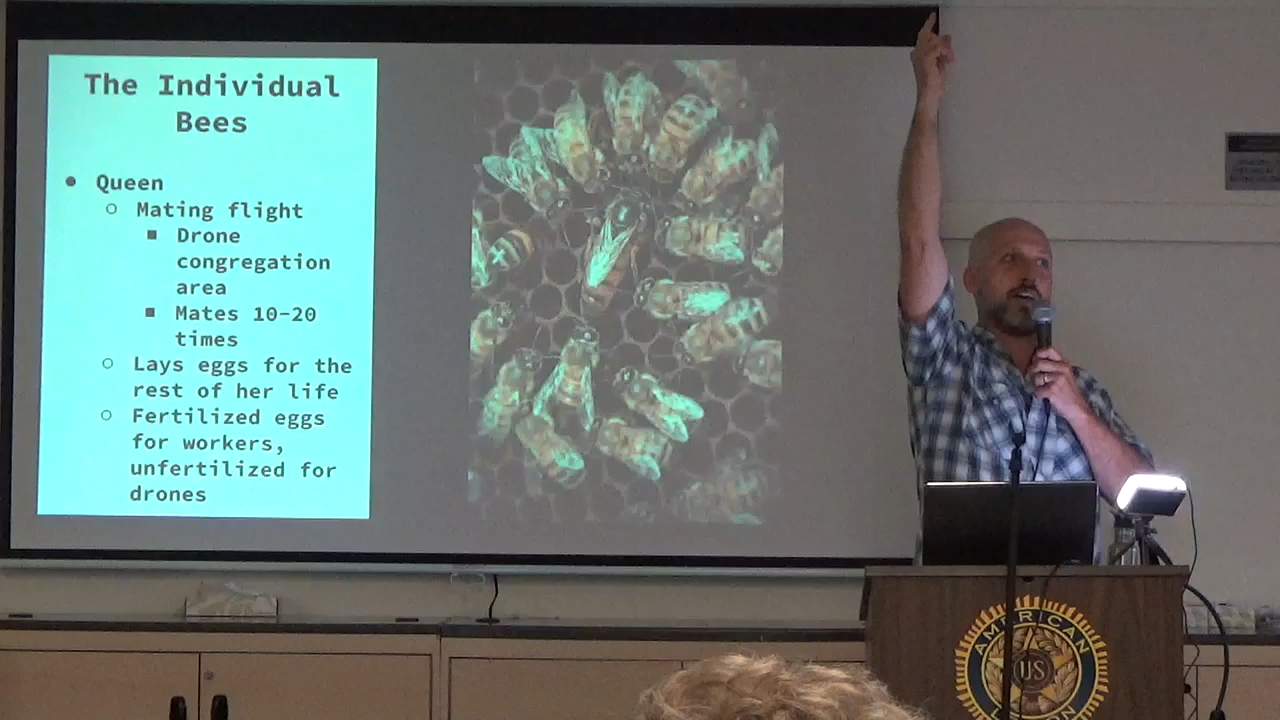 The Individual
Bees
● Queen
○ Mating flight
■ Drone
congregation
area
■ Mates 10-20
times
○ Lays eggs for the
rest of her life
○ Fertilized eggs
for workers,
unfertilized for
drones
AMERICAN
US